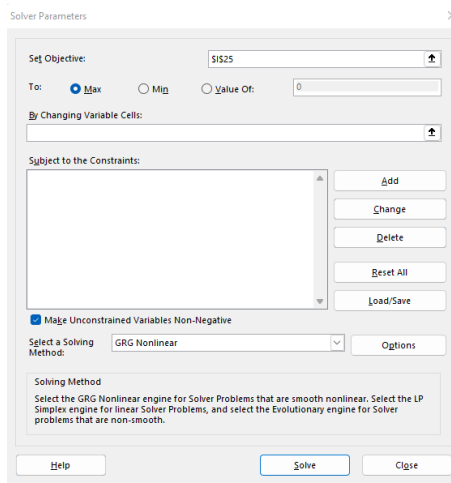 Solver Parameters
Set Objective:
$I$25
To:
Max
Min
Value Of:
0
By Changing Variable Cells:
Subject to the Constraints:
Add
Change
Delete
Reset All
Load/Save
Make Unconstrained Variables Non-Negative
Select a Solving
Method:
GRG Nonlinear
Options
Solving Method
Select the GRG Nonlinear engine for Solver Problems that are smooth nonlinear. Select the LP
Simplex engine for linear Solver Problems, and select the Evolutionary engine for Solver
problems that are non-smooth.
Help
Solve
Close